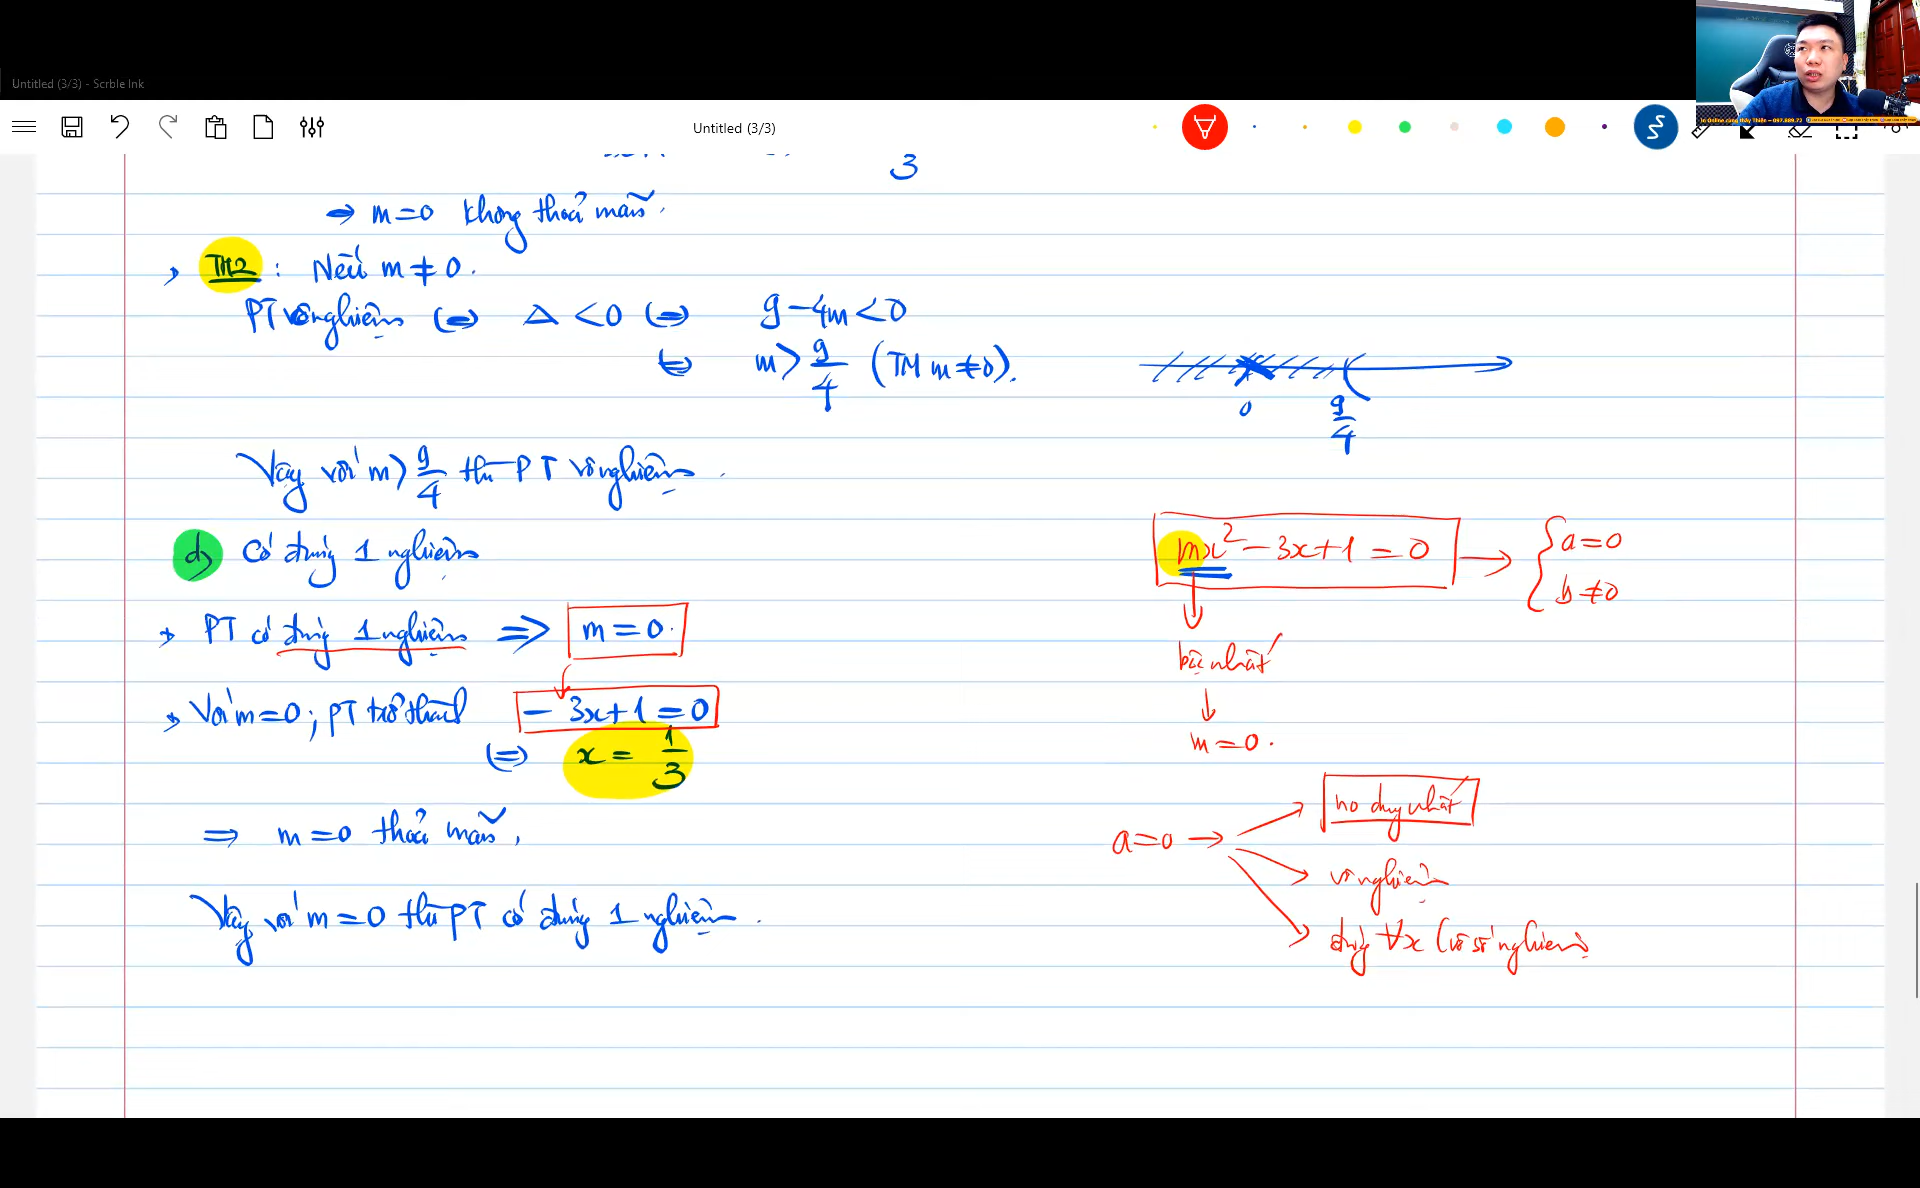 Untitled (3/3) - Scrble Ink
Untitled (3/3)
3
→ m=0 không thoả mãn.
TH2 : Nếu m ≠ 0.
PT vô nghiệm ⇔ Δ < 0 ⇔ 9 - 4m < 0
⇔ m > 9/4 (TM m ≠ 0).
0 9/4
Vậy với m > 9/4 thì PT vô nghiệm.
d) Có đúng 1 nghiệm
PT có đúng 1 nghiệm ⇒ m = 0.
Với m = 0; PT trở thành - 3x + 1 = 0
⇔ x = 1/3
⇒ m = 0 thoả mãn.
Vậy với m = 0 thì PT có đúng 1 nghiệm.
mx² - 3x + 1 = 0 → { a = 0
b ≠ 0
bậc nhất
↓
m = 0.
a = 0 → no duy nhất
vô nghiệm
đúng ∀x (vô số nghiệm)